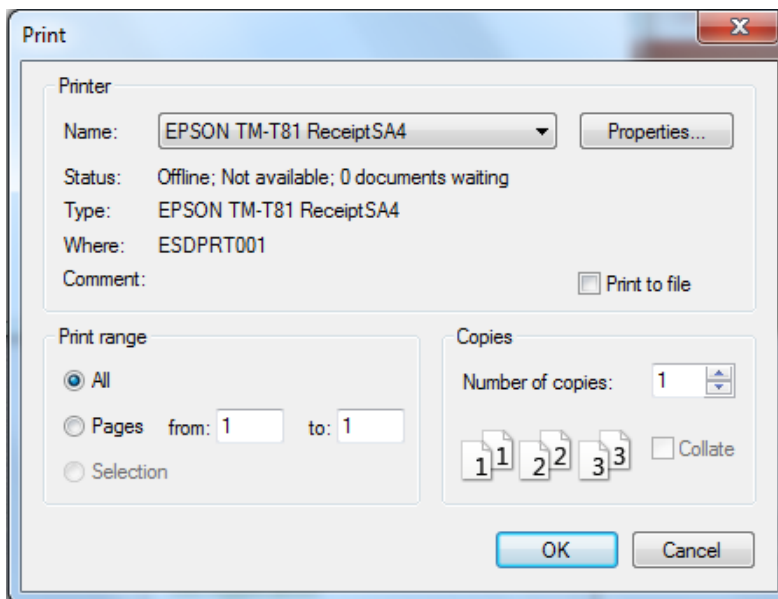 Print
Printer
Name: EPSON TM-T81 ReceiptSA4 Properties...
Status: Offline; Not available; 0 documents waiting
Type: EPSON TM-T81 ReceiptSA4
Where: ESDPRT001
Comment: Print to file
Print range
All
Pages from: 1 to: 1
Selection
Copies
Number of copies: 1
1 1 2 2 3 3 Collate
OK Cancel